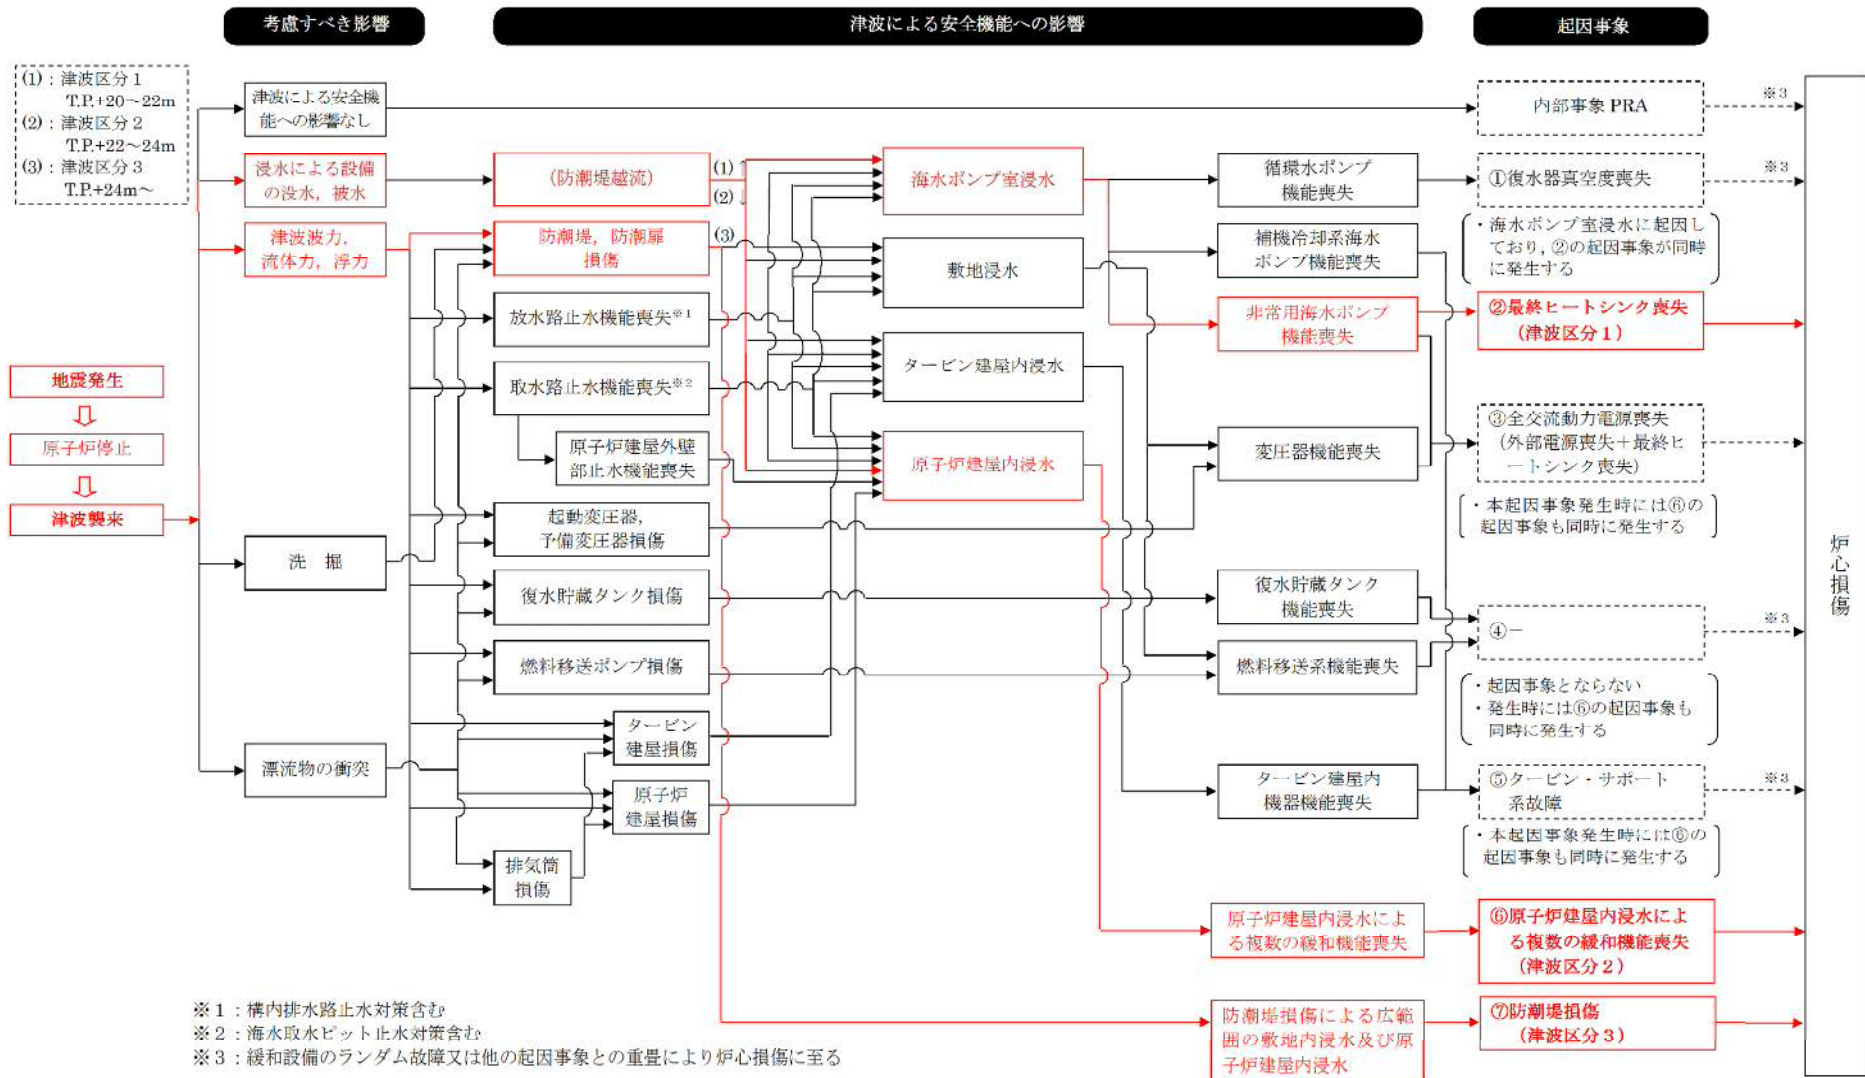 考慮すべき影響
津波による安全機能への影響
起因事象
(1)：津波区分1
T.P.+20～22m
(2)：津波区分2
T.P.+22～24m
(3)：津波区分3
T.P.+24m～
地震発生
原子炉停止
津波襲来
津波による安全機
能への影響なし
浸水による設備
の没水，被水
津波波力，
流体力，浮力
洗　掘
漂流物の衝突
(防潮堤越流)
(1)
(2)
防潮堤，防潮扉
損傷
(3)
放水路止水機能喪失※1
取水路止水機能喪失※2
原子炉建屋外壁
部止水機能喪失
起動変圧器，
予備変圧器損傷
復水貯蔵タンク損傷
燃料移送ポンプ損傷
タービン
建屋損傷
原子炉
建屋損傷
排気筒
損傷
海水ポンプ室浸水
敷地浸水
タービン建屋内浸水
原子炉建屋内浸水
循環水ポンプ
機能喪失
補機冷却系海水
ポンプ機能喪失
非常用海水ポンプ
機能喪失
変圧器機能喪失
復水貯蔵タンク
機能喪失
燃料移送系機能喪失
タービン建屋内
機器機能喪失
原子炉建屋内浸水によ
る複数の緩和機能喪失
防潮堤損傷による広範
囲の敷地内浸水及び原
子炉建屋内浸水
内部事象 PRA
※3
①復水器真空度喪失
※3
・海水ポンプ室浸水に起因し
ており，②の起因事象が同時
に発生する
②最終ヒートシンク喪失
(津波区分1)
③全交流動力電源喪失
(外部電源喪失＋最終ヒ
ートシンク喪失)
・本起因事象発生時には⑥の
起因事象も同時に発生する
④－
※3
・起因事象とならない
・発生時には⑥の起因事象も
同時に発生する
⑤タービン・サポート
系故障
※3
・本起因事象発生時には⑥の
起因事象も同時に発生する
⑥原子炉建屋内浸水によ
る複数の緩和機能喪失
(津波区分2)
⑦防潮堤損傷
(津波区分3)
炉心損傷
※1：構内排水路止水対策含む
※2：海水取水ピット止水対策含む
※3：緩和設備のランダム故障又は他の起因事象との重畳により炉心損傷に至る